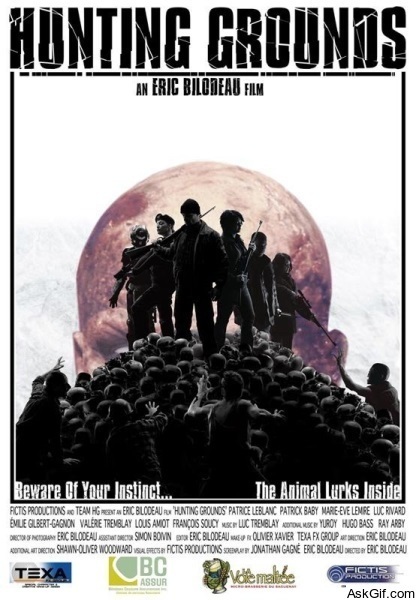 HUNTING GROUNDS
AN ERIC BILODEAU FILM
Beware Of Your Instinct... The Animal Lurks Inside
FICTIS PRODUCTIONS AND TEAM HG PRESENT AN ERIC BILODEAU FILM 'HUNTING GROUNDS' PATRICE LEBLANC PATRICK BABY MARIE-EVE LEMIRE LUC RIVARD
ÉMILIE GILBERT-GAGNON VALÉRIE TREMBLAY LOUIS AMIOT FRANÇOIS SOUCY MUSIC BY LUC TREMBLAY ADDITIONAL MUSIC BY YUROY HUGO BASS RAY ARBY
DIRECTOR OF PHOTOGRAPHY ERIC BILODEAU ASSISTANT DIRECTOR SIMON BOIVIN EDITOR ERIC BILODEAU MAKE-UP FX OLIVIER XAVIER TEXA FX GROUP ART DIRECTION ERIC BILODEAU
ADDITIONAL ART DIRECTION SHAWN-OLIVER WOODWARD VISUAL EFFECTS BY FICTIS PRODUCTIONS SCREENPLAY BY JONATHAN GAGNÉ ERIC BILODEAU DIRECTED BY ERIC BILODEAU
TEXA BC ASSUR Voie maltée FICTIS PRODUCTIONS
AskGif.com